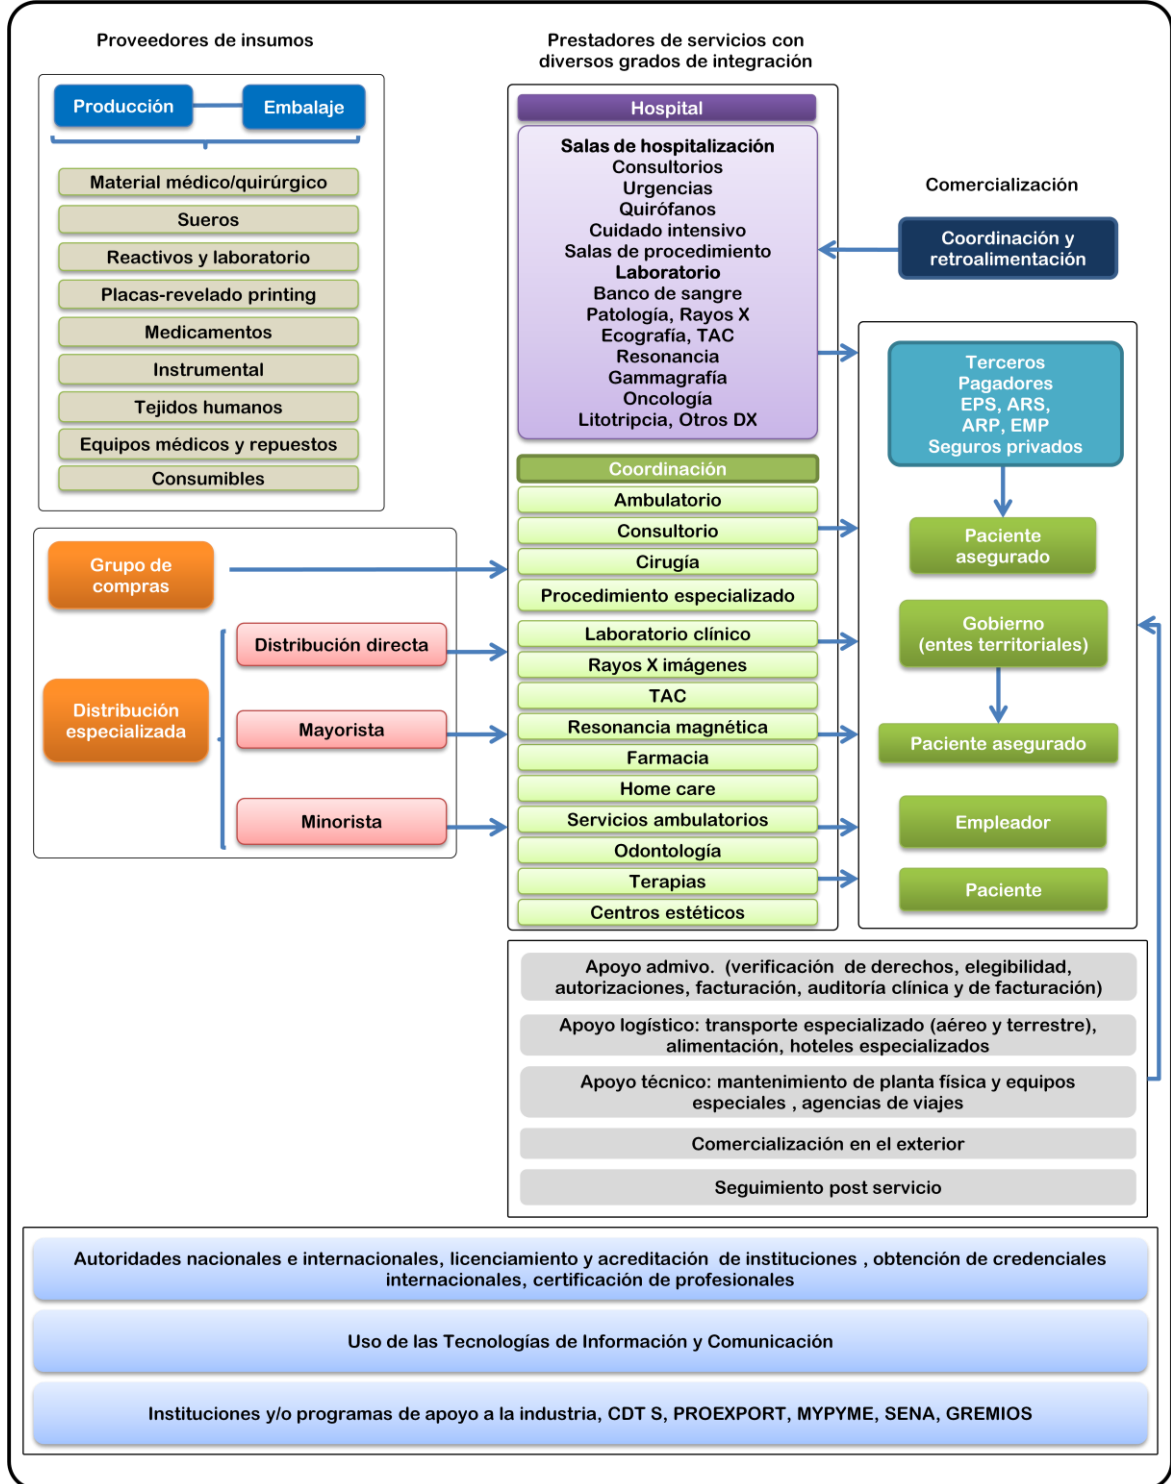 Proveedores de insumos
Producción
Embalaje
Material médico/quirúrgico
Sueros
Reactivos y laboratorio
Placas-revelado printing
Medicamentos
Instrumental
Tejidos humanos
Equipos médicos y repuestos
Consumibles
Grupo de
compras
Distribución
especializada
Distribución directa
Mayorista
Minorista
Prestadores de servicios con
diversos grados de integración
Hospital
Salas de hospitalización
Consultorios
Urgencias
Quirófanos
Cuidado intensivo
Salas de procedimiento
Laboratorio
Banco de sangre
Patología, Rayos X
Ecografía, TAC
Resonancia
Gammagrafía
Oncología
Litotripcia, Otros DX
Coordinación
Ambulatorio
Consultorio
Cirugía
Procedimiento especializado
Laboratorio clínico
Rayos X imágenes
TAC
Resonancia magnética
Farmacia
Home care
Servicios ambulatorios
Odontología
Terapias
Centros estéticos
Comercialización
Coordinación y
retroalimentación
Terceros
Pagadores
EPS, ARS,
ARP, EMP
Seguros privados
Paciente
asegurado
Gobierno
(entes territoriales)
Paciente asegurado
Empleador
Paciente
Apoyo admivo. (verificación de derechos, elegibilidad,
autorizaciones, facturación, auditoría clínica y de facturación)
Apoyo logístico: transporte especializado (aéreo y terrestre),
alimentación, hoteles especializados
Apoyo técnico: mantenimiento de planta física y equipos
especiales , agencias de viajes
Comercialización en el exterior
Seguimiento post servicio
Autoridades nacionales e internacionales, licenciamiento y acreditación de instituciones , obtención de credenciales
internacionales, certificación de profesionales
Uso de las Tecnologías de Información y Comunicación
Instituciones y/o programas de apoyo a la industria, CDT S, PROEXPORT, MYPYME, SENA, GREMIOS